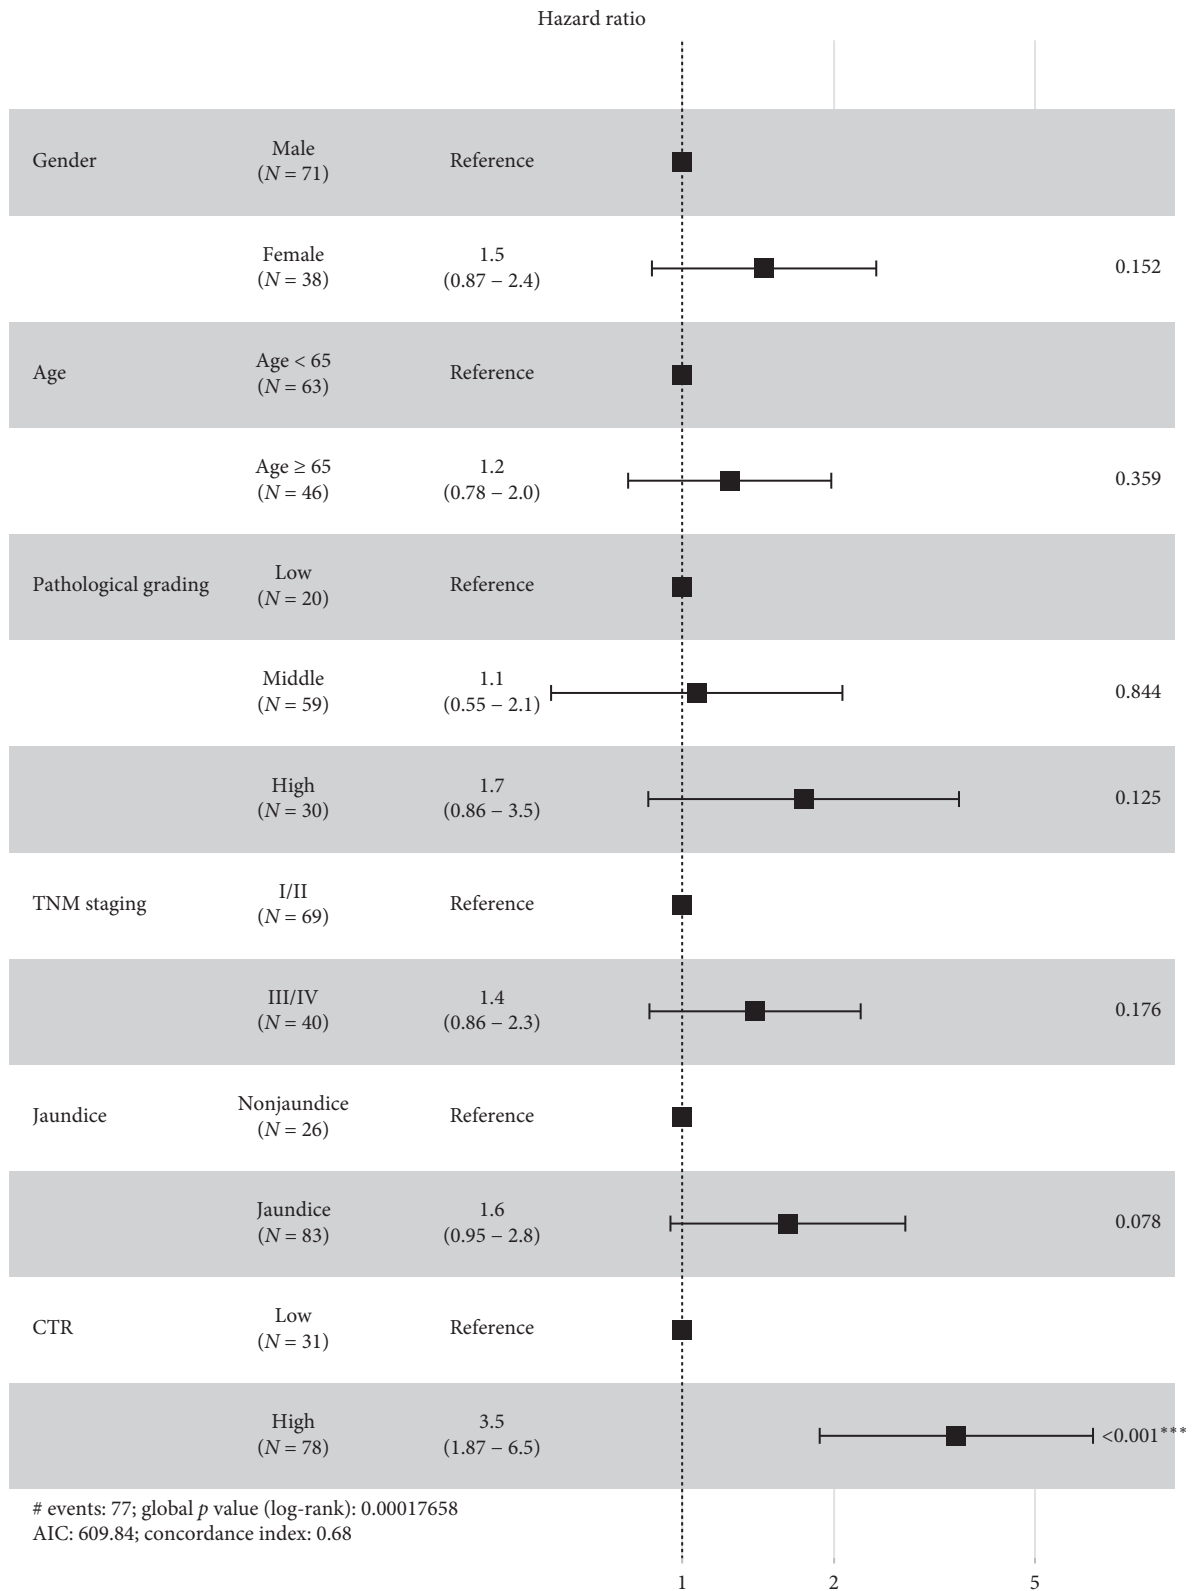 Hazard ratio
Gender Male (N = 71) Reference
Female (N = 38) 1.5 (0.87 − 2.4) 0.152
Age Age < 65 (N = 63) Reference
Age ≥ 65 (N = 46) 1.2 (0.78 − 2.0) 0.359
Pathological grading Low (N = 20) Reference
Middle (N = 59) 1.1 (0.55 − 2.1) 0.844
High (N = 30) 1.7 (0.86 − 3.5) 0.125
TNM staging I/II (N = 69) Reference
III/IV (N = 40) 1.4 (0.86 − 2.3) 0.176
Jaundice Nonjaundice (N = 26) Reference
Jaundice (N = 83) 1.6 (0.95 − 2.8) 0.078
CTR Low (N = 31) Reference
High (N = 78) 3.5 (1.87 − 6.5) <0.001***
# events: 77; global p value (log-rank): 0.00017658
AIC: 609.84; concordance index: 0.68
1 2 5